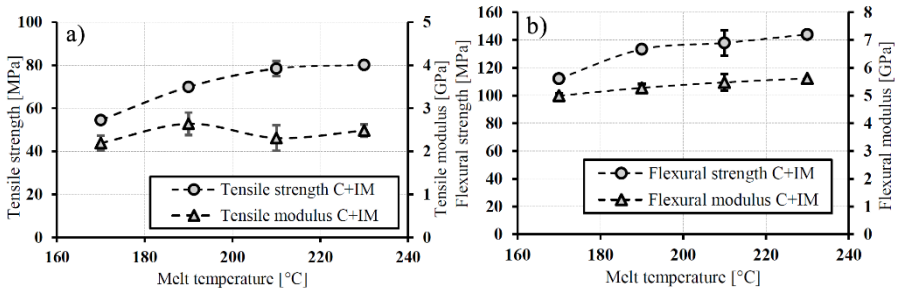 a)
Tensile strength [MPa]
100
80
60
40
20
0
5
4
3
2
1
0
Tensile modulus [GPa]
Tensile strength C+IM
Tensile modulus C+IM
160 180 200 220 240
Melt temperature [°C]
b)
Flexural strength [MPa]
160
140
120
100
80
60
40
20
0
8
7
6
5
4
3
2
1
0
Flexural modulus [GPa]
Flexural strength C+IM
Flexural modulus C+IM
160 180 200 220 240
Melt temperature [°C]